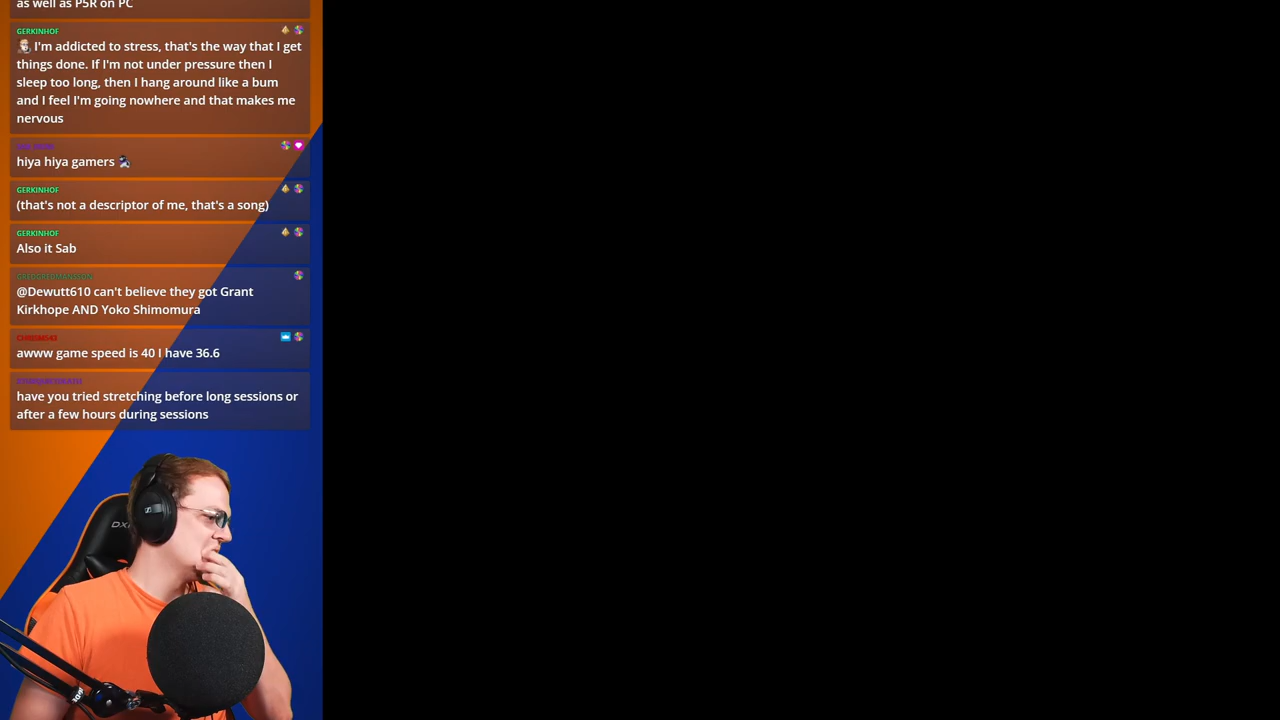 as well as P5R on PC
GERKINHOF
I'm addicted to stress, that's the way that I get
things done. If I'm not under pressure then I
sleep too long, then I hang around like a bum
and I feel I'm going nowhere and that makes me
nervous
hiya hiya gamers
GERKINHOF
(that's not a descriptor of me, that's a song)
GERKINHOF
Also it Sab
@Dewutt610 can't believe they got Grant
Kirkhope AND Yoko Shimomura
awww game speed is 40 I have 36.6
have you tried stretching before long sessions or
after a few hours during sessions